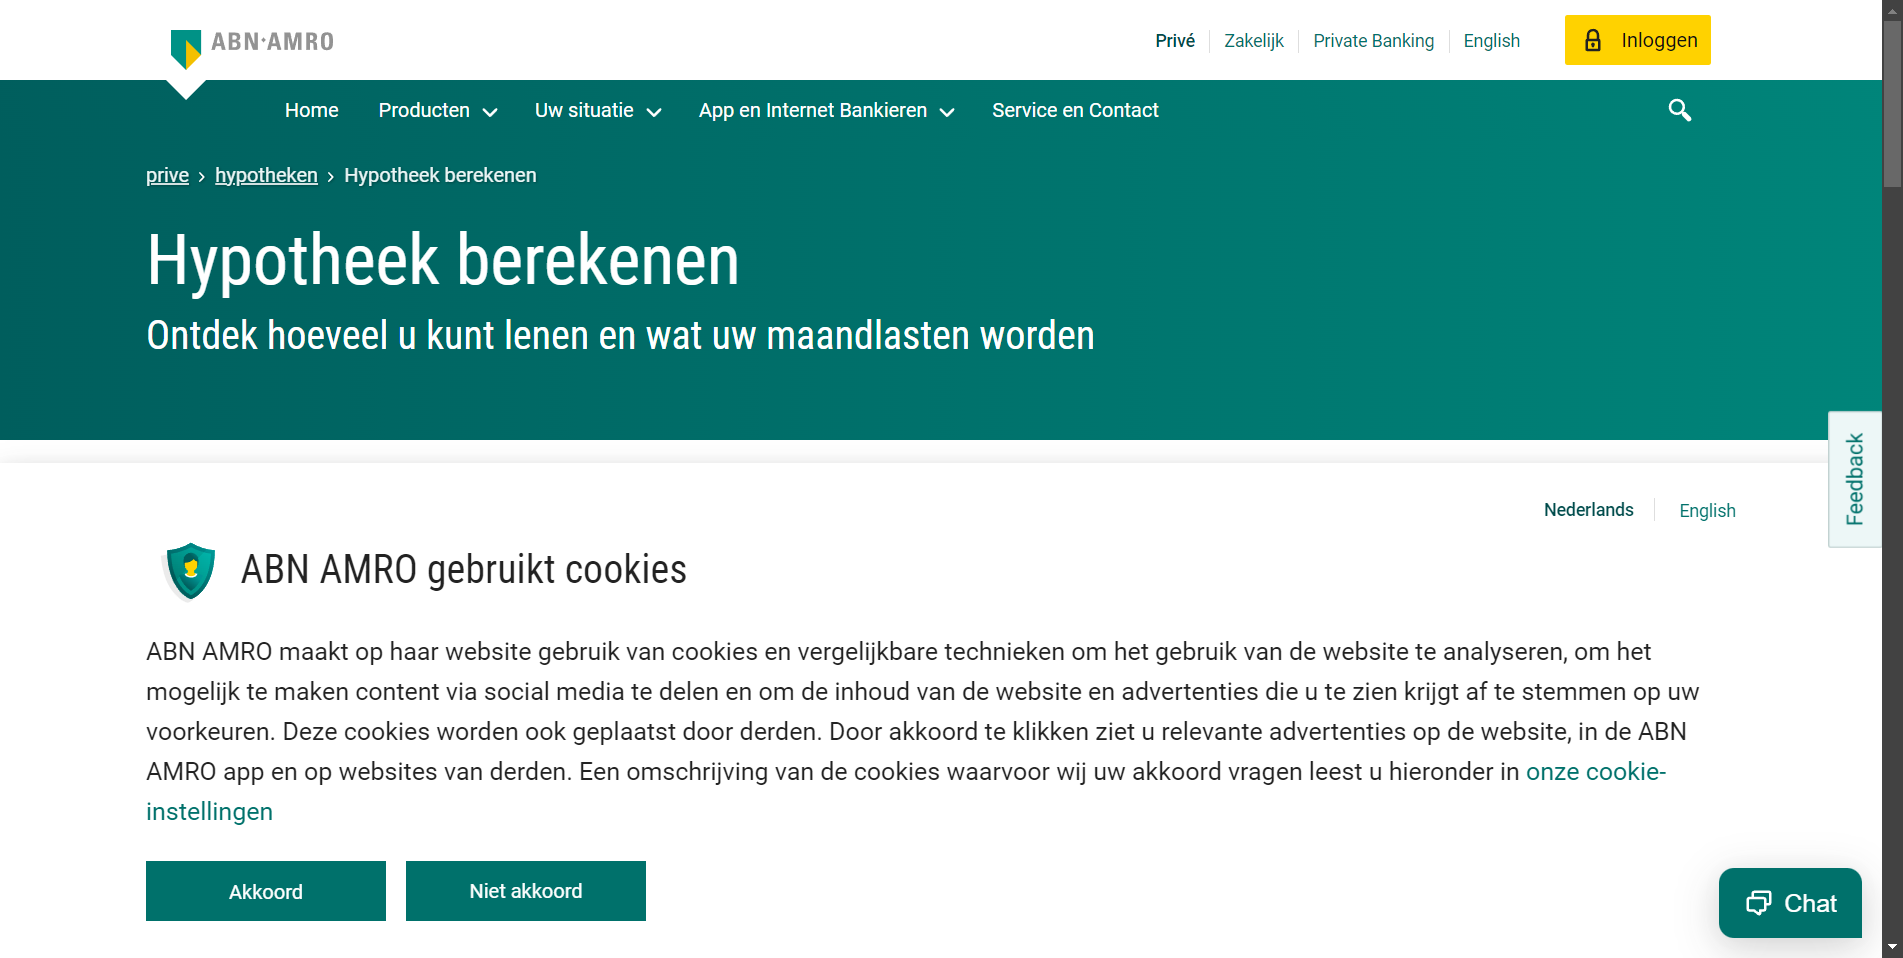 ABN·AMRO
Privé
Zakelijk
Private Banking
English
Inloggen
Home
Producten
Uw situatie
App en Internet Bankieren
Service en Contact
prive > hypotheken > Hypotheek berekenen
Hypotheek berekenen
Ontdek hoeveel u kunt lenen en wat uw maandlasten worden
Feedback
Nederlands
English
ABN AMRO gebruikt cookies
ABN AMRO maakt op haar website gebruik van cookies en vergelijkbare technieken om het gebruik van de website te analyseren, om het
mogelijk te maken content via social media te delen en om de inhoud van de website en advertenties die u te zien krijgt af te stemmen op uw
voorkeuren. Deze cookies worden ook geplaatst door derden. Door akkoord te klikken ziet u relevante advertenties op de website, in de ABN
AMRO app en op websites van derden. Een omschrijving van de cookies waarvoor wij uw akkoord vragen leest u hieronder in onze cookie-
instellingen
Akkoord
Niet akkoord
Chat